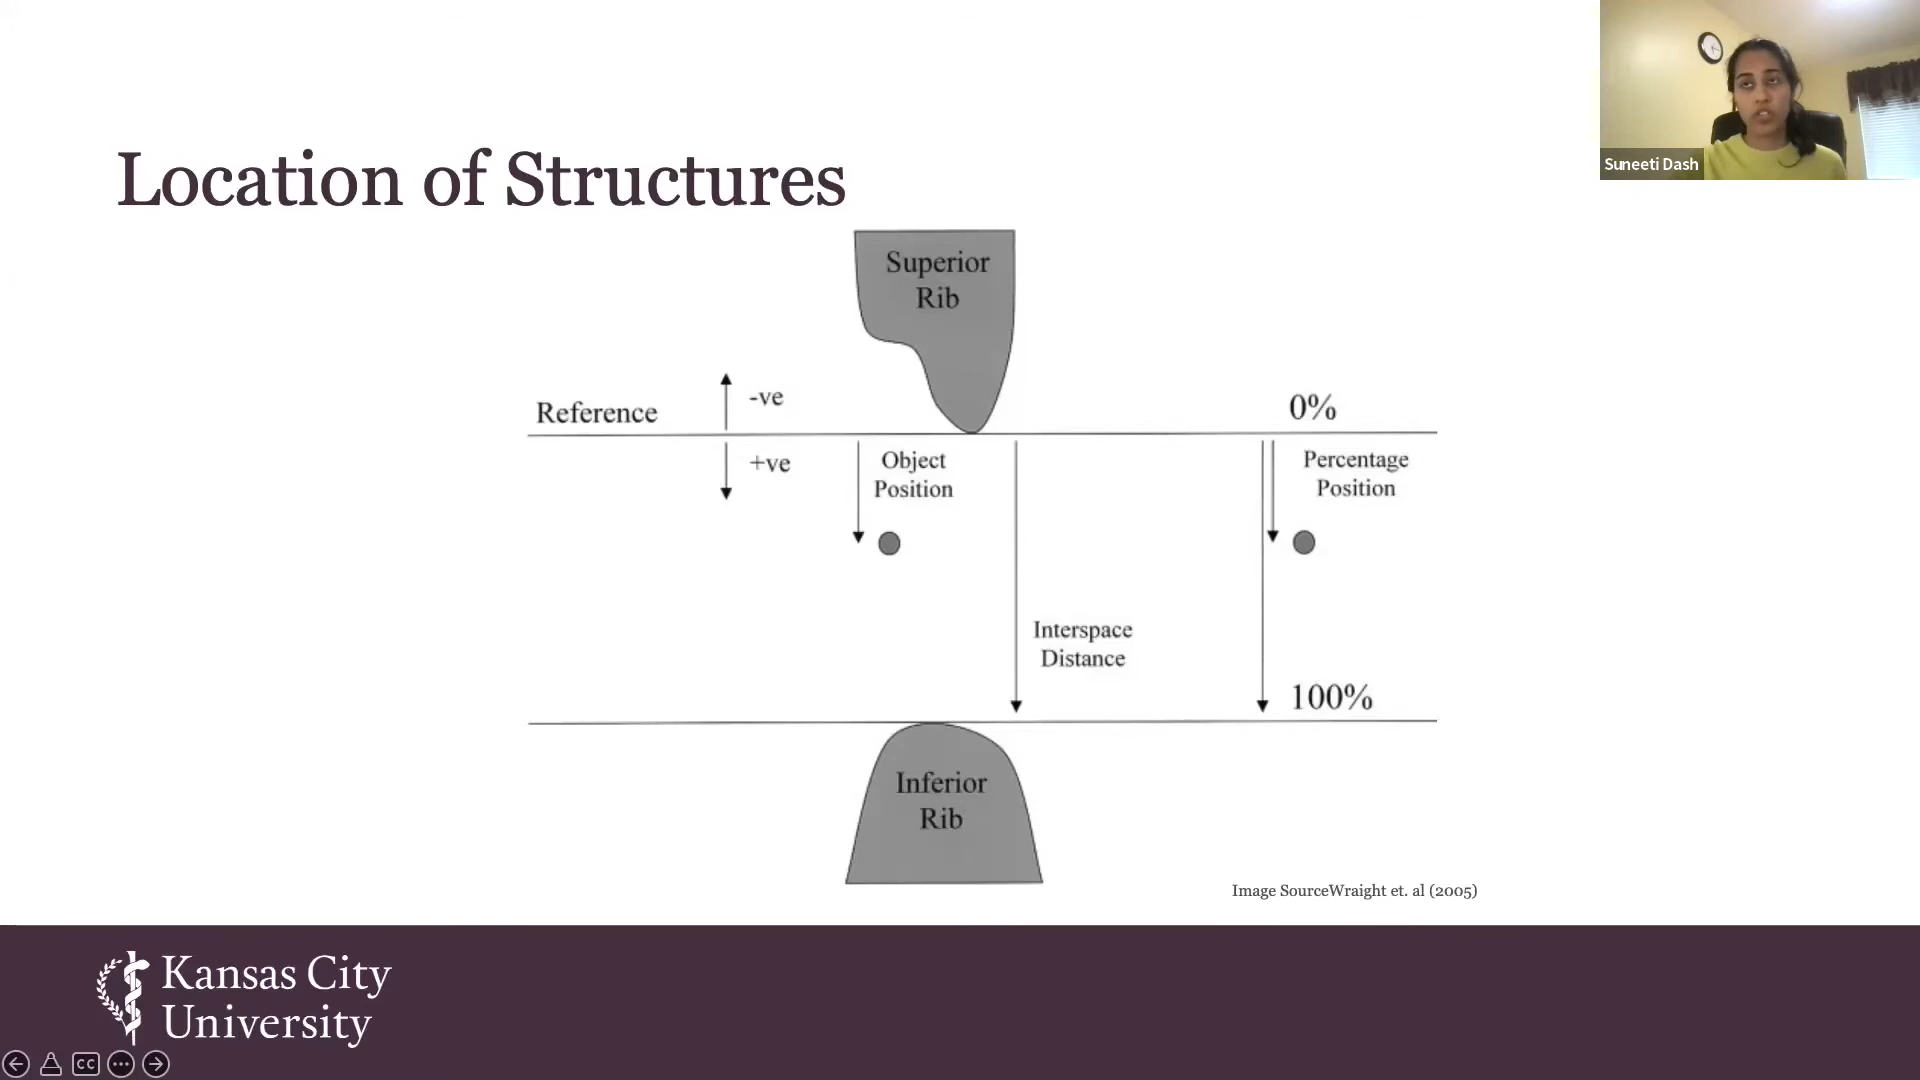 Suneeti Dash
Location of Structures
Superior
Rib
Reference
-ve
+ve
0%
Object
Position
Percentage
Position
Interspace
Distance
100%
Inferior
Rib
Image SourceWraight et. al (2005)
Kansas City
University
CC